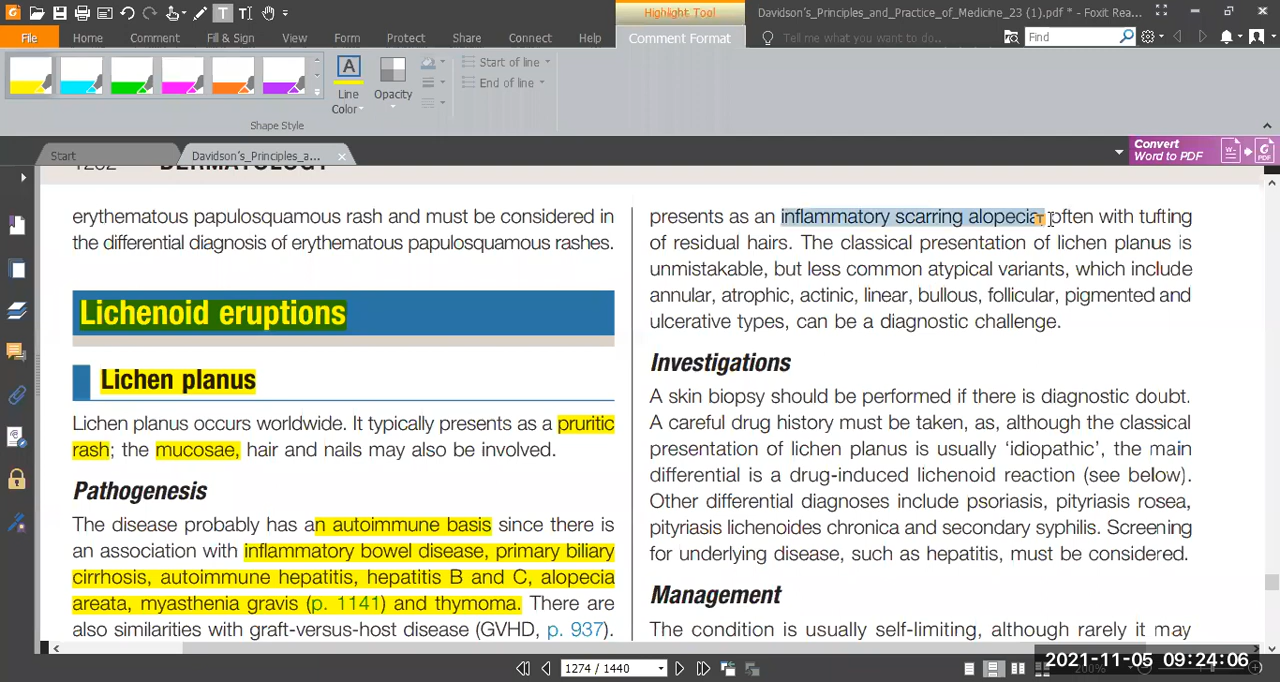 Highlight Tool
Davidson's_Principles_and_Practice_of_Medicine_23 (1).pdf * - Foxit Rea...
File Home Comment Fill & Sign View Form Protect Share Connect Help Comment Format
Tell me what you want to do..
Find
Line Color
Opacity
Start of line
End of line
Shape Style
Start
Davidson's_Principles_a...
Convert
Word to PDF
erythematous papulosquamous rash and must be considered in
the differential diagnosis of erythematous papulosquamous rashes.
Lichenoid eruptions
Lichen planus
Lichen planus occurs worldwide. It typically presents as a pruritic
rash; the mucosae, hair and nails may also be involved.
Pathogenesis
The disease probably has an autoimmune basis since there is
an association with inflammatory bowel disease, primary biliary
cirrhosis, autoimmune hepatitis, hepatitis B and C, alopecia
areata, myasthenia gravis (p. 1141) and thymoma. There are
also similarities with graft-versus-host disease (GVHD, p. 937).
presents as an inflammatory scarring alopecia, often with tufting
of residual hairs. The classical presentation of lichen planus is
unmistakable, but less common atypical variants, which include
annular, atrophic, actinic, linear, bullous, follicular, pigmented and
ulcerative types, can be a diagnostic challenge.
Investigations
A skin biopsy should be performed if there is diagnostic doubt.
A careful drug history must be taken, as, although the classical
presentation of lichen planus is usually 'idiopathic', the main
differential is a drug-induced lichenoid reaction (see below).
Other differential diagnoses include psoriasis, pityriasis rosea,
pityriasis lichenoides chronica and secondary syphilis. Screening
for underlying disease, such as hepatitis, must be considered.
Management
The condition is usually self-limiting, although rarely it may
1274 / 1440
2021-11-05 09:24:06